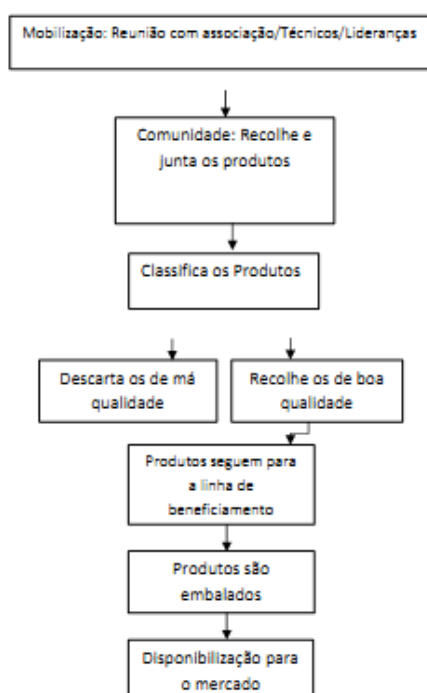 Mobilização: Reunião com associação/Técnicos/Lideranças
Comunidade: Recolhe e
junta os produtos
Classifica os Produtos
Descarta os de má
qualidade
Recolhe os de boa
qualidade
Produtos seguem para
a linha de
beneficiamento
Produtos são
embalados
Disponibilização para
o mercado